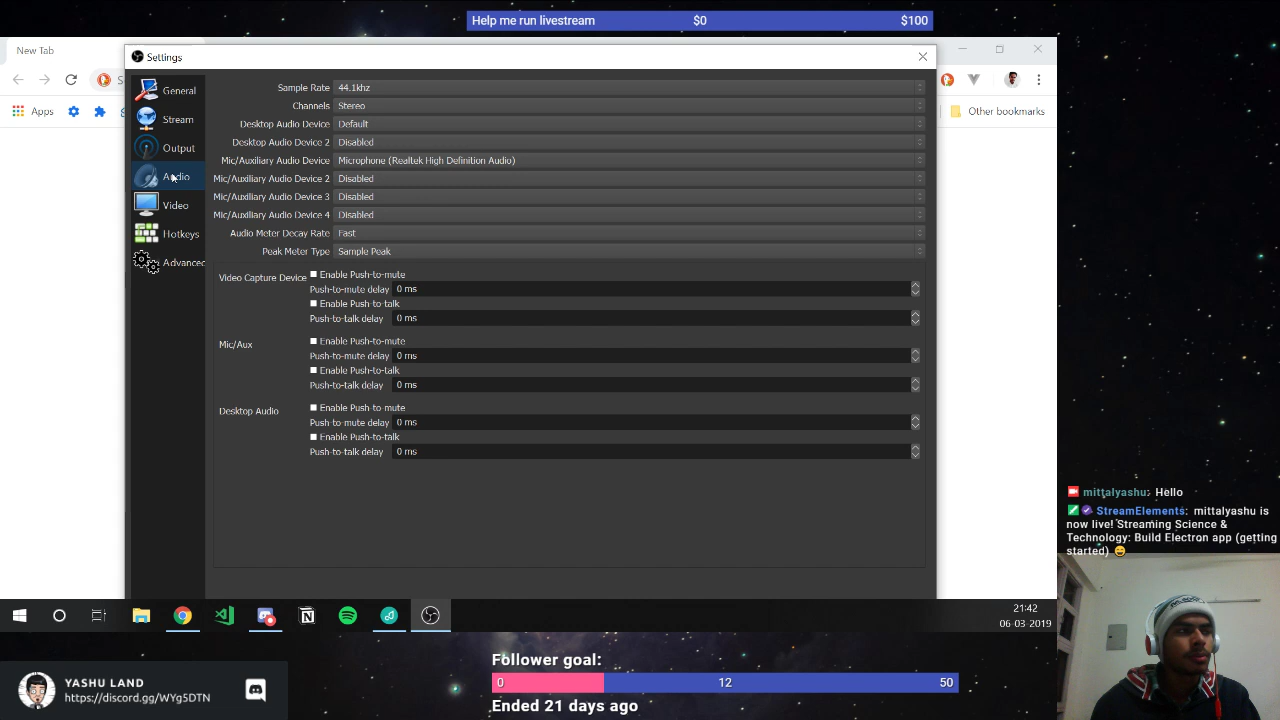 Help me run livestream $0 $100
New Tab
Settings
Apps
Other bookmarks
General
Stream
Output
Audio
Video
Hotkeys
Advanced
Sample Rate 44.1khz
Channels Stereo
Desktop Audio Device Default
Desktop Audio Device 2 Disabled
Mic/Auxiliary Audio Device Microphone (Realtek High Definition Audio)
Mic/Auxiliary Audio Device 2 Disabled
Mic/Auxiliary Audio Device 3 Disabled
Mic/Auxiliary Audio Device 4 Disabled
Audio Meter Decay Rate Fast
Peak Meter Type Sample Peak
Video Capture Device Enable Push-to-mute
Push-to-mute delay 0 ms
Enable Push-to-talk
Push-to-talk delay 0 ms
Mic/Aux Enable Push-to-mute
Push-to-mute delay 0 ms
Enable Push-to-talk
Push-to-talk delay 0 ms
Desktop Audio Enable Push-to-mute
Push-to-mute delay 0 ms
Enable Push-to-talk
Push-to-talk delay 0 ms
mittalyashu: Hello
StreamElements: mittalyashu is
now live! Streaming Science &
Technology: Build Electron app (getting
started) 😄
21:42
06-03-2019
YASHU LAND
https://discord.gg/WYg5DTN
Follower goal:
0 12 50
Ended 21 days ago